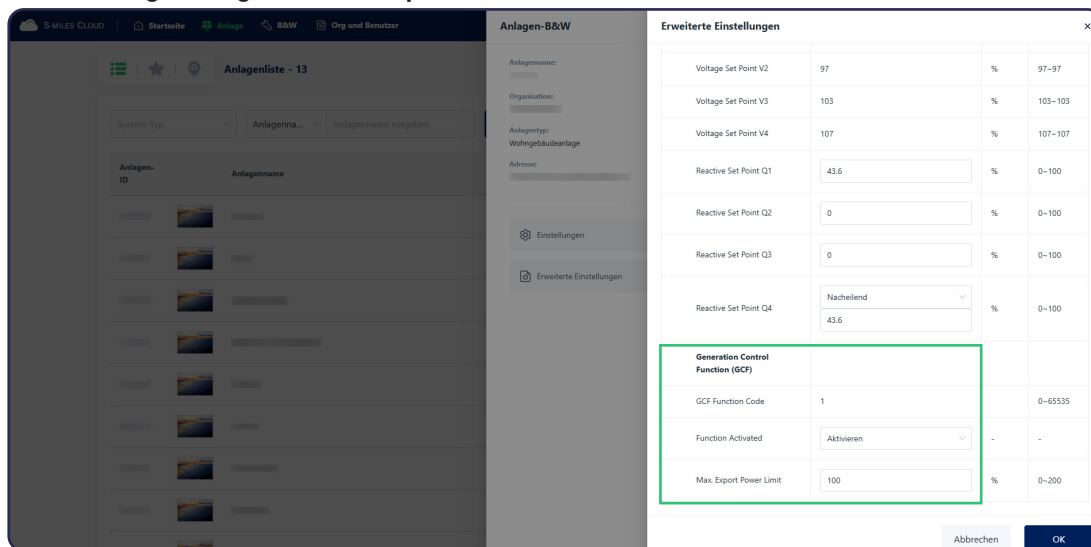 S-MILES CLOUD Startseite Anlage B&W Org und Benutzer
Anlagenliste - 13
System-Typ Anlagenna... Anlagenname eingeben
Anlagen-ID Anlagenname
Anlagen-B&W
Anlagenname:
Organisation:
Anlagentyp:
Wohngebäudeanlage
Adresse:
Einstellungen
Erweiterte Einstellungen
Erweiterte Einstellungen ×
Voltage Set Point V2 97 % 97~97
Voltage Set Point V3 103 % 103~103
Voltage Set Point V4 107 % 107~107
Reactive Set Point Q1 43.6 % 0~100
Reactive Set Point Q2 0 % 0~100
Reactive Set Point Q3 0 % 0~100
Reactive Set Point Q4 Nacheilend % 0~100
43.6
Generation Control
Function (GCF)
GCF Function Code 1 0~65535
Function Activated Aktivieren - -
Max. Export Power Limit 100 % 0~200
Abbrechen OK